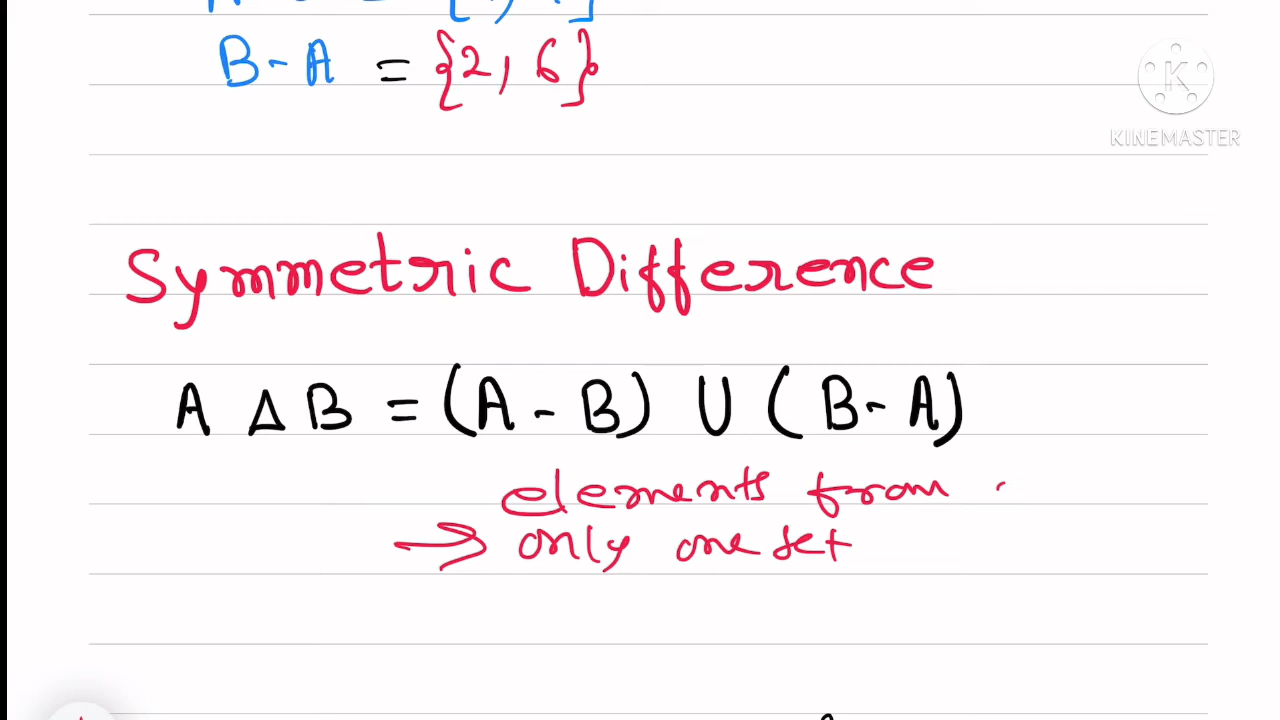 B - A = {2, 6}
KINEMASTER
Symmetric Difference
A Δ B = (A - B) U (B - A)
elements from
→ only one set